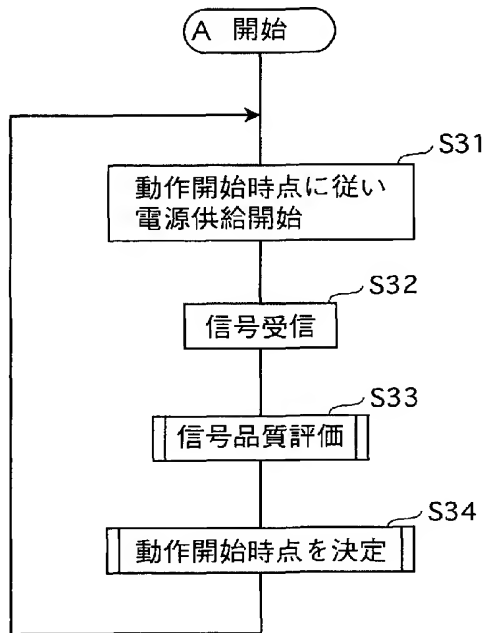 A 開始
S31
動作開始時点に従い
電源供給開始
S32
信号受信
S33
信号品質評価
S34
動作開始時点を決定